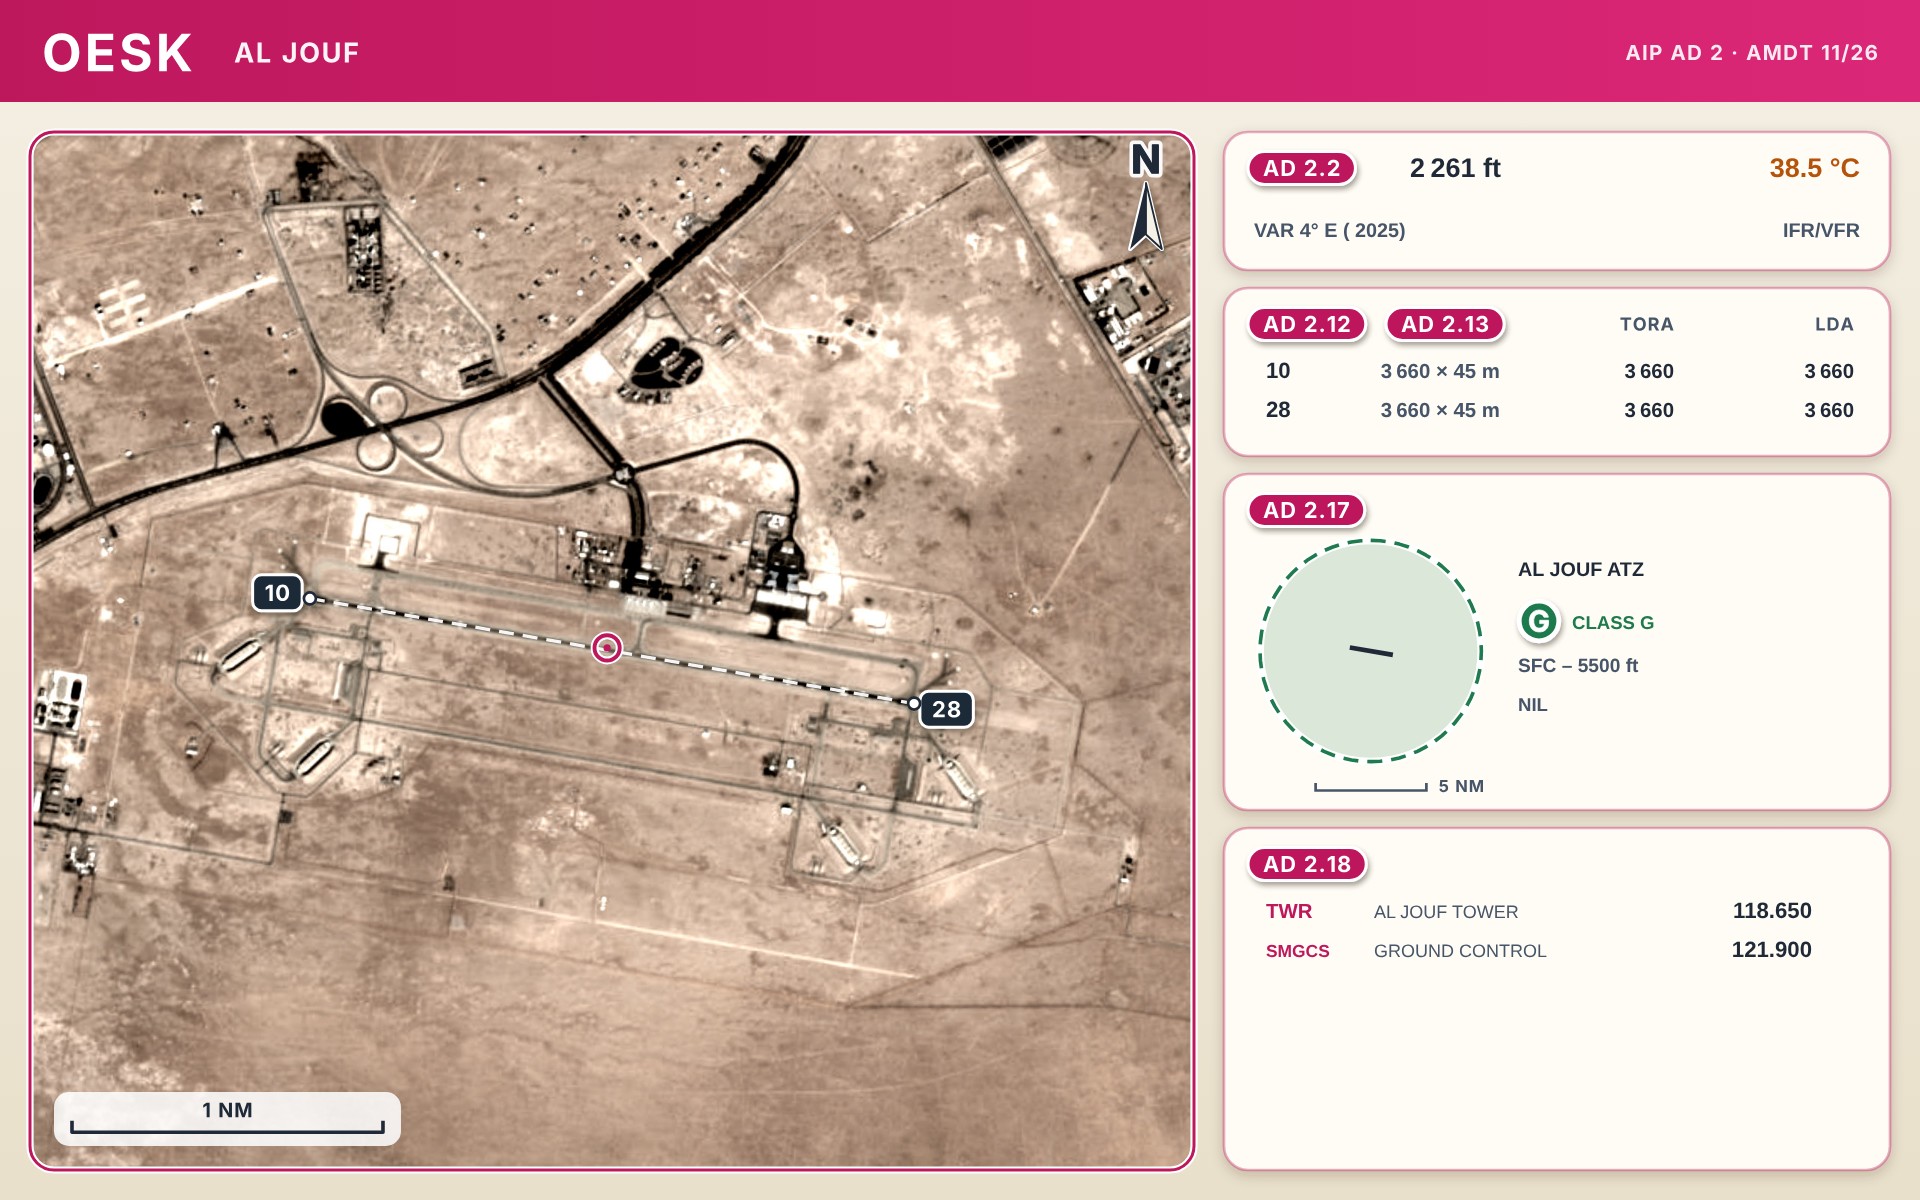 OESK AL JOUF
AIP AD 2 · AMDT 11/26
N
10
28
1 NM
AD 2.2 2 261 ft 38.5 °C
VAR 4° E ( 2025) IFR/VFR
AD 2.12 AD 2.13 TORA LDA
10 3 660 × 45 m 3 660 3 660
28 3 660 × 45 m 3 660 3 660
AD 2.17
AL JOUF ATZ
G CLASS G
SFC – 5500 ft
NIL
5 NM
AD 2.18
TWR AL JOUF TOWER 118.650
SMGCS GROUND CONTROL 121.900